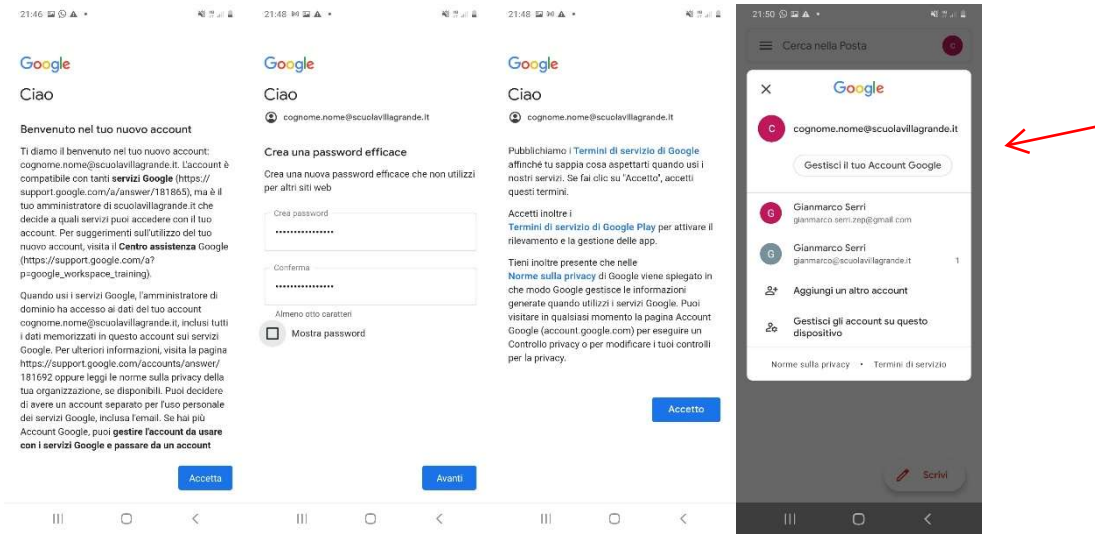 21:46
Google
Ciao
Benvenuto nel tuo nuovo account
Ti diamo il benvenuto nel tuo nuovo account:
cognome.nome@scuolavillagrande.it. L'account è
compatibile con tanti servizi Google (https://
support.google.com/a/answer/181865), ma è il
tuo amministratore di scuolavillagrande.it che
decide a quali servizi puoi accedere con il tuo
account. Per suggerimenti sull'utilizzo del tuo
nuovo account, visita il Centro assistenza Google
(https://support.google.com/a?
p=google_workspace_training).
Quando usi i servizi Google, l'amministratore di
dominio ha accesso ai dati del tuo account
cognome.nome@scuolavillagrande.it, inclusi tutti
i dati memorizzati in questo account sui servizi
Google. Per ulteriori informazioni, visita la pagina
https://support.google.com/accounts/answer/
181692 oppure leggi le norme sulla privacy della
tua organizzazione, se disponibili. Puoi decidere
di avere un account separato per l'uso personale
dei servizi Google, inclusa l'email. Se hai più
Account Google, puoi gestire l'account da usare
con i servizi Google e passare da un account
Accetta
21:48
Google
Ciao
cognome.nome@scuolavillagrande.it
Crea una password efficace
Crea una nuova password efficace che non utilizzi
per altri siti web
Crea password
••••••••••••••••
Conferma
••••••••••••••••
Almeno otto caratteri
Mostra password
Avanti
21:48
Google
Ciao
cognome.nome@scuolavillagrande.it
Pubblichiamo i Termini di servizio di Google
affinché tu sappia cosa aspettarti quando usi i
nostri servizi. Se fai clic su "Accetto", accetti
questi termini.
Accetti inoltre i
Termini di servizio di Google Play per attivare il
rilevamento e la gestione delle app.
Tieni inoltre presente che nelle
Norme sulla privacy di Google viene spiegato in
che modo Google gestisce le informazioni
generate quando utilizzi i servizi Google. Puoi
visitare in qualsiasi momento la pagina Account
Google (account.google.com) per eseguire un
Controllo privacy o per modificare i tuoi controlli
per la privacy.
Accetto
21:50
Cerca nella Posta
C
Google
C
cognome.nome@scuolavillagrande.it
Gestisci il tuo Account Google
G
Gianmarco Serri
gianmarco.serri.zep@gmail.com
G
Gianmarco Serri
gianmarco@scuolavillagrande.it 1
Aggiungi un altro account
Gestisci gli account su questo
dispositivo
Norme sulla privacy • Termini di servizio
Scrivi